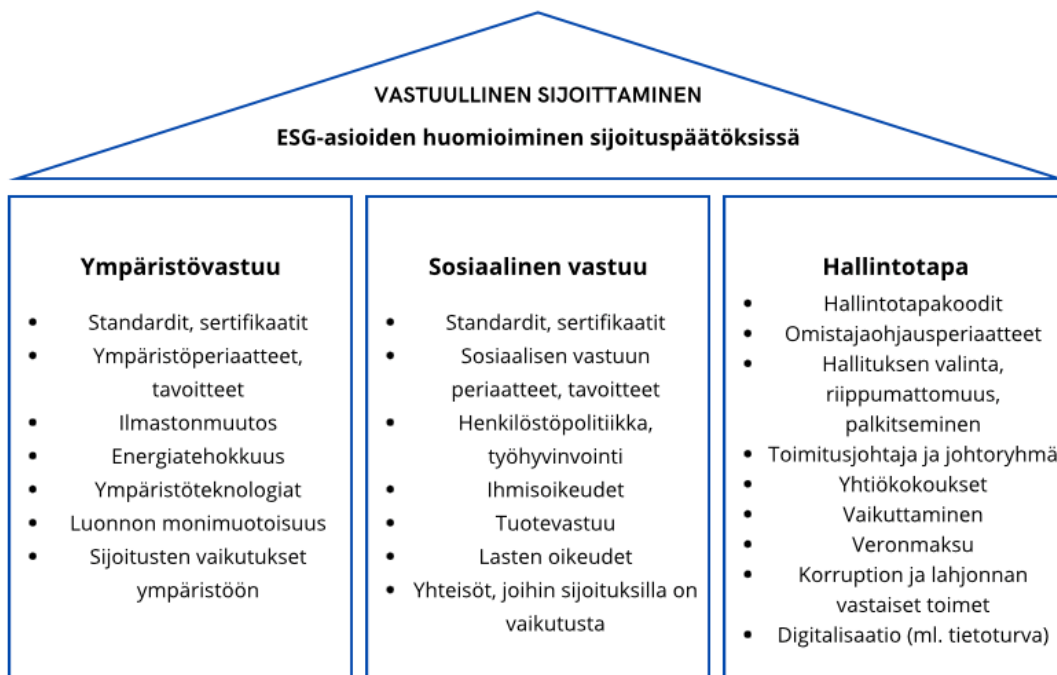 VASTUULLINEN SIJOITTAMINEN
ESG-asioiden huomioiminen sijoituspäätöksissä
Ympäristövastuu
• Standardit, sertifikaatit
• Ympäristöperiaatteet,
tavoitteet
• Ilmastonmuutos
• Energiatehokkuus
• Ympäristöteknologiat
• Luonnon monimuotoisuus
• Sijoitusten vaikutukset
ympäristöön
Sosiaalinen vastuu
• Standardit, sertifikaatit
• Sosiaalisen vastuun
periaatteet, tavoitteet
• Henkilöstöpolitiikka,
työhyvinvointi
• Ihmisoikeudet
• Tuotevastuu
• Lasten oikeudet
• Yhteisöt, joihin sijoituksilla on
vaikutusta
Hallintotapa
• Hallintotapakoodit
• Omistajaohjausperiaatteet
• Hallituksen valinta,
riippumattomuus,
palkitseminen
• Toimitusjohtaja ja johtoryhmä
• Yhtiökokoukset
• Vaikuttaminen
• Veronmaksu
• Korruption ja lahjonnan
vastaiset toimet
• Digitalisaatio (ml. tietoturva)